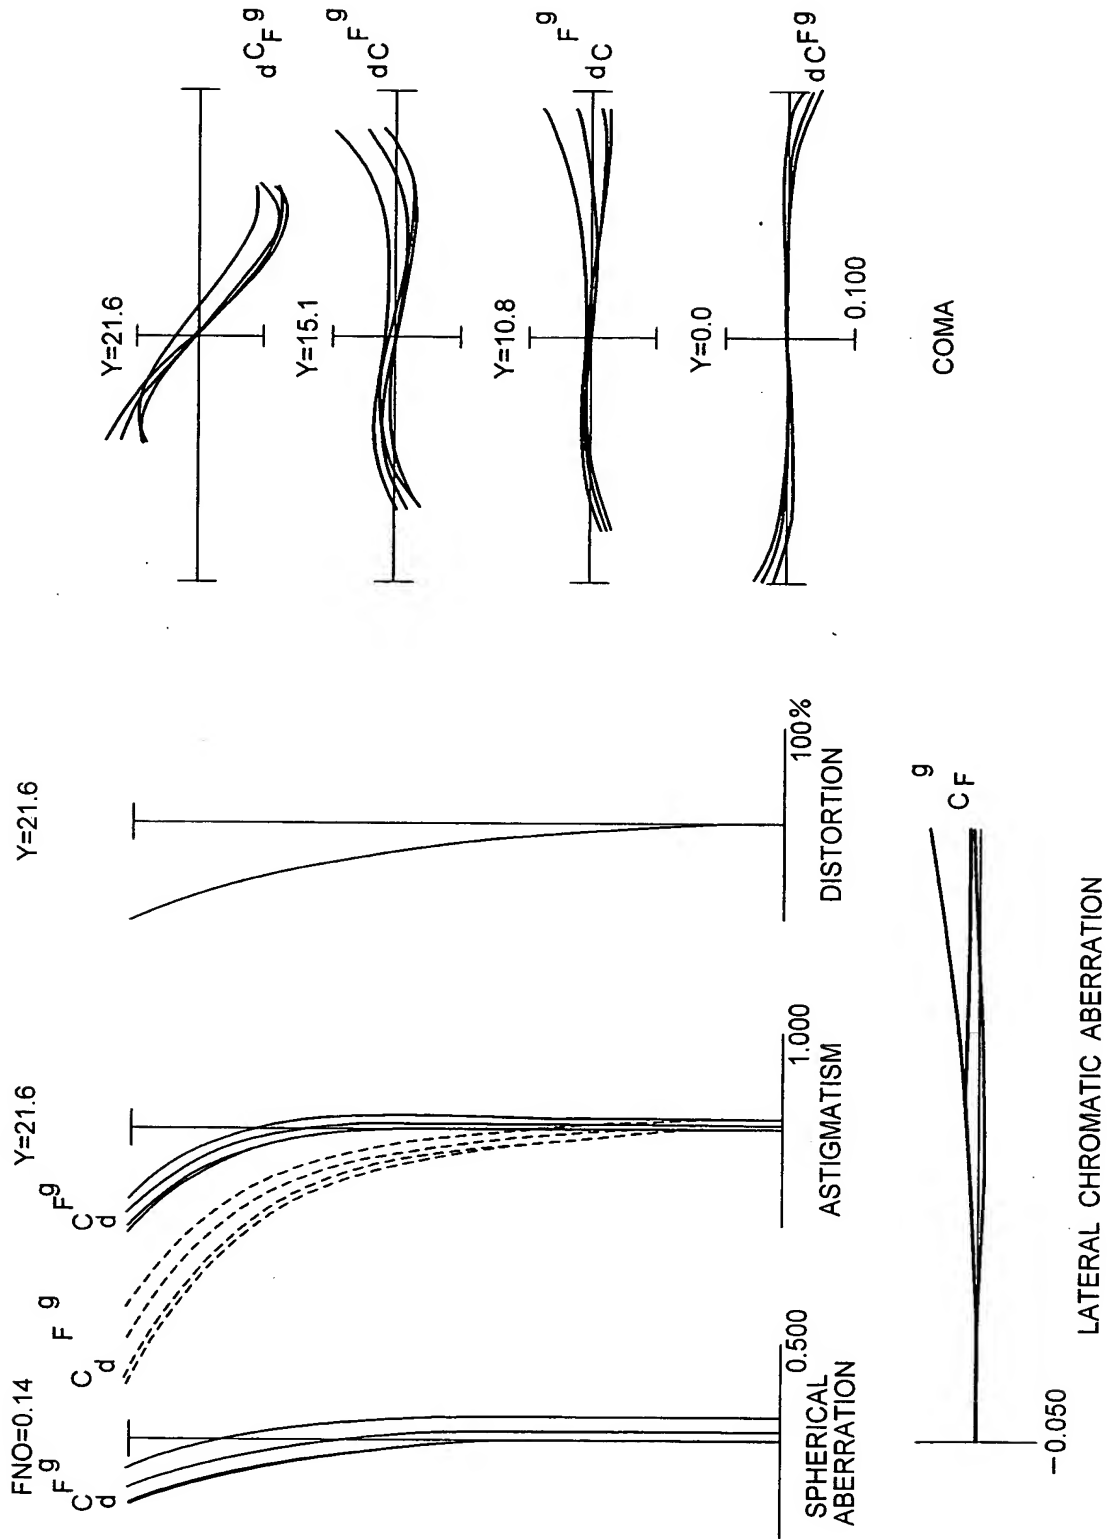 FNO=0.14
C
d
F
g
0.500
SPHERICAL
ABERRATION
Y=21.6
C
d
F
g
C
d
F
g
1.000
ASTIGMATISM
Y=21.6
100%
DISTORTION
Y=21.6
d C F g
Y=15.1
d C F g
Y=10.8
d C F g
Y=0.0
d C F g
0.100
COMA
g
C F
-0.050
LATERAL CHROMATIC ABERRATION